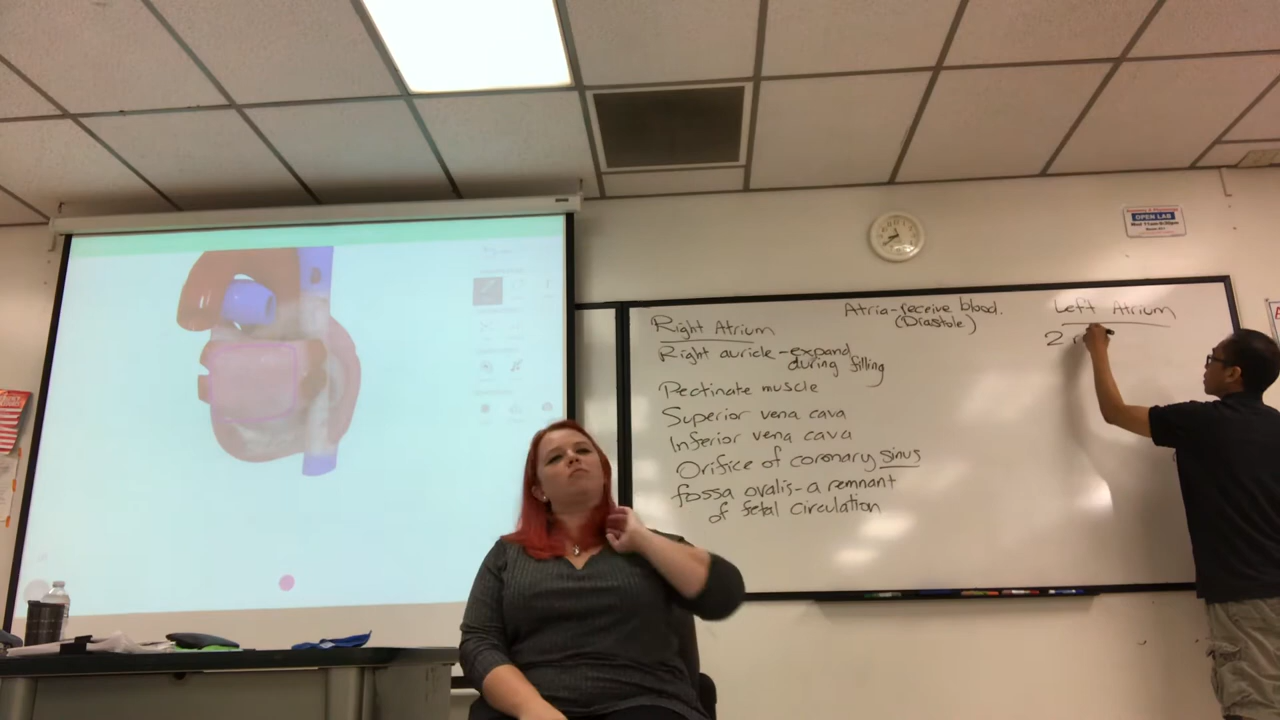 OPEN LAB
Atria-receive blood.
(Diastole)
Left Atrium
2
Right Atrium
Right auricle-expand
during filling
Pectinate muscle
Superior vena cava
Inferior vena cava
Orifice of coronary sinus
fossa ovalis-a remnant
of fetal circulation